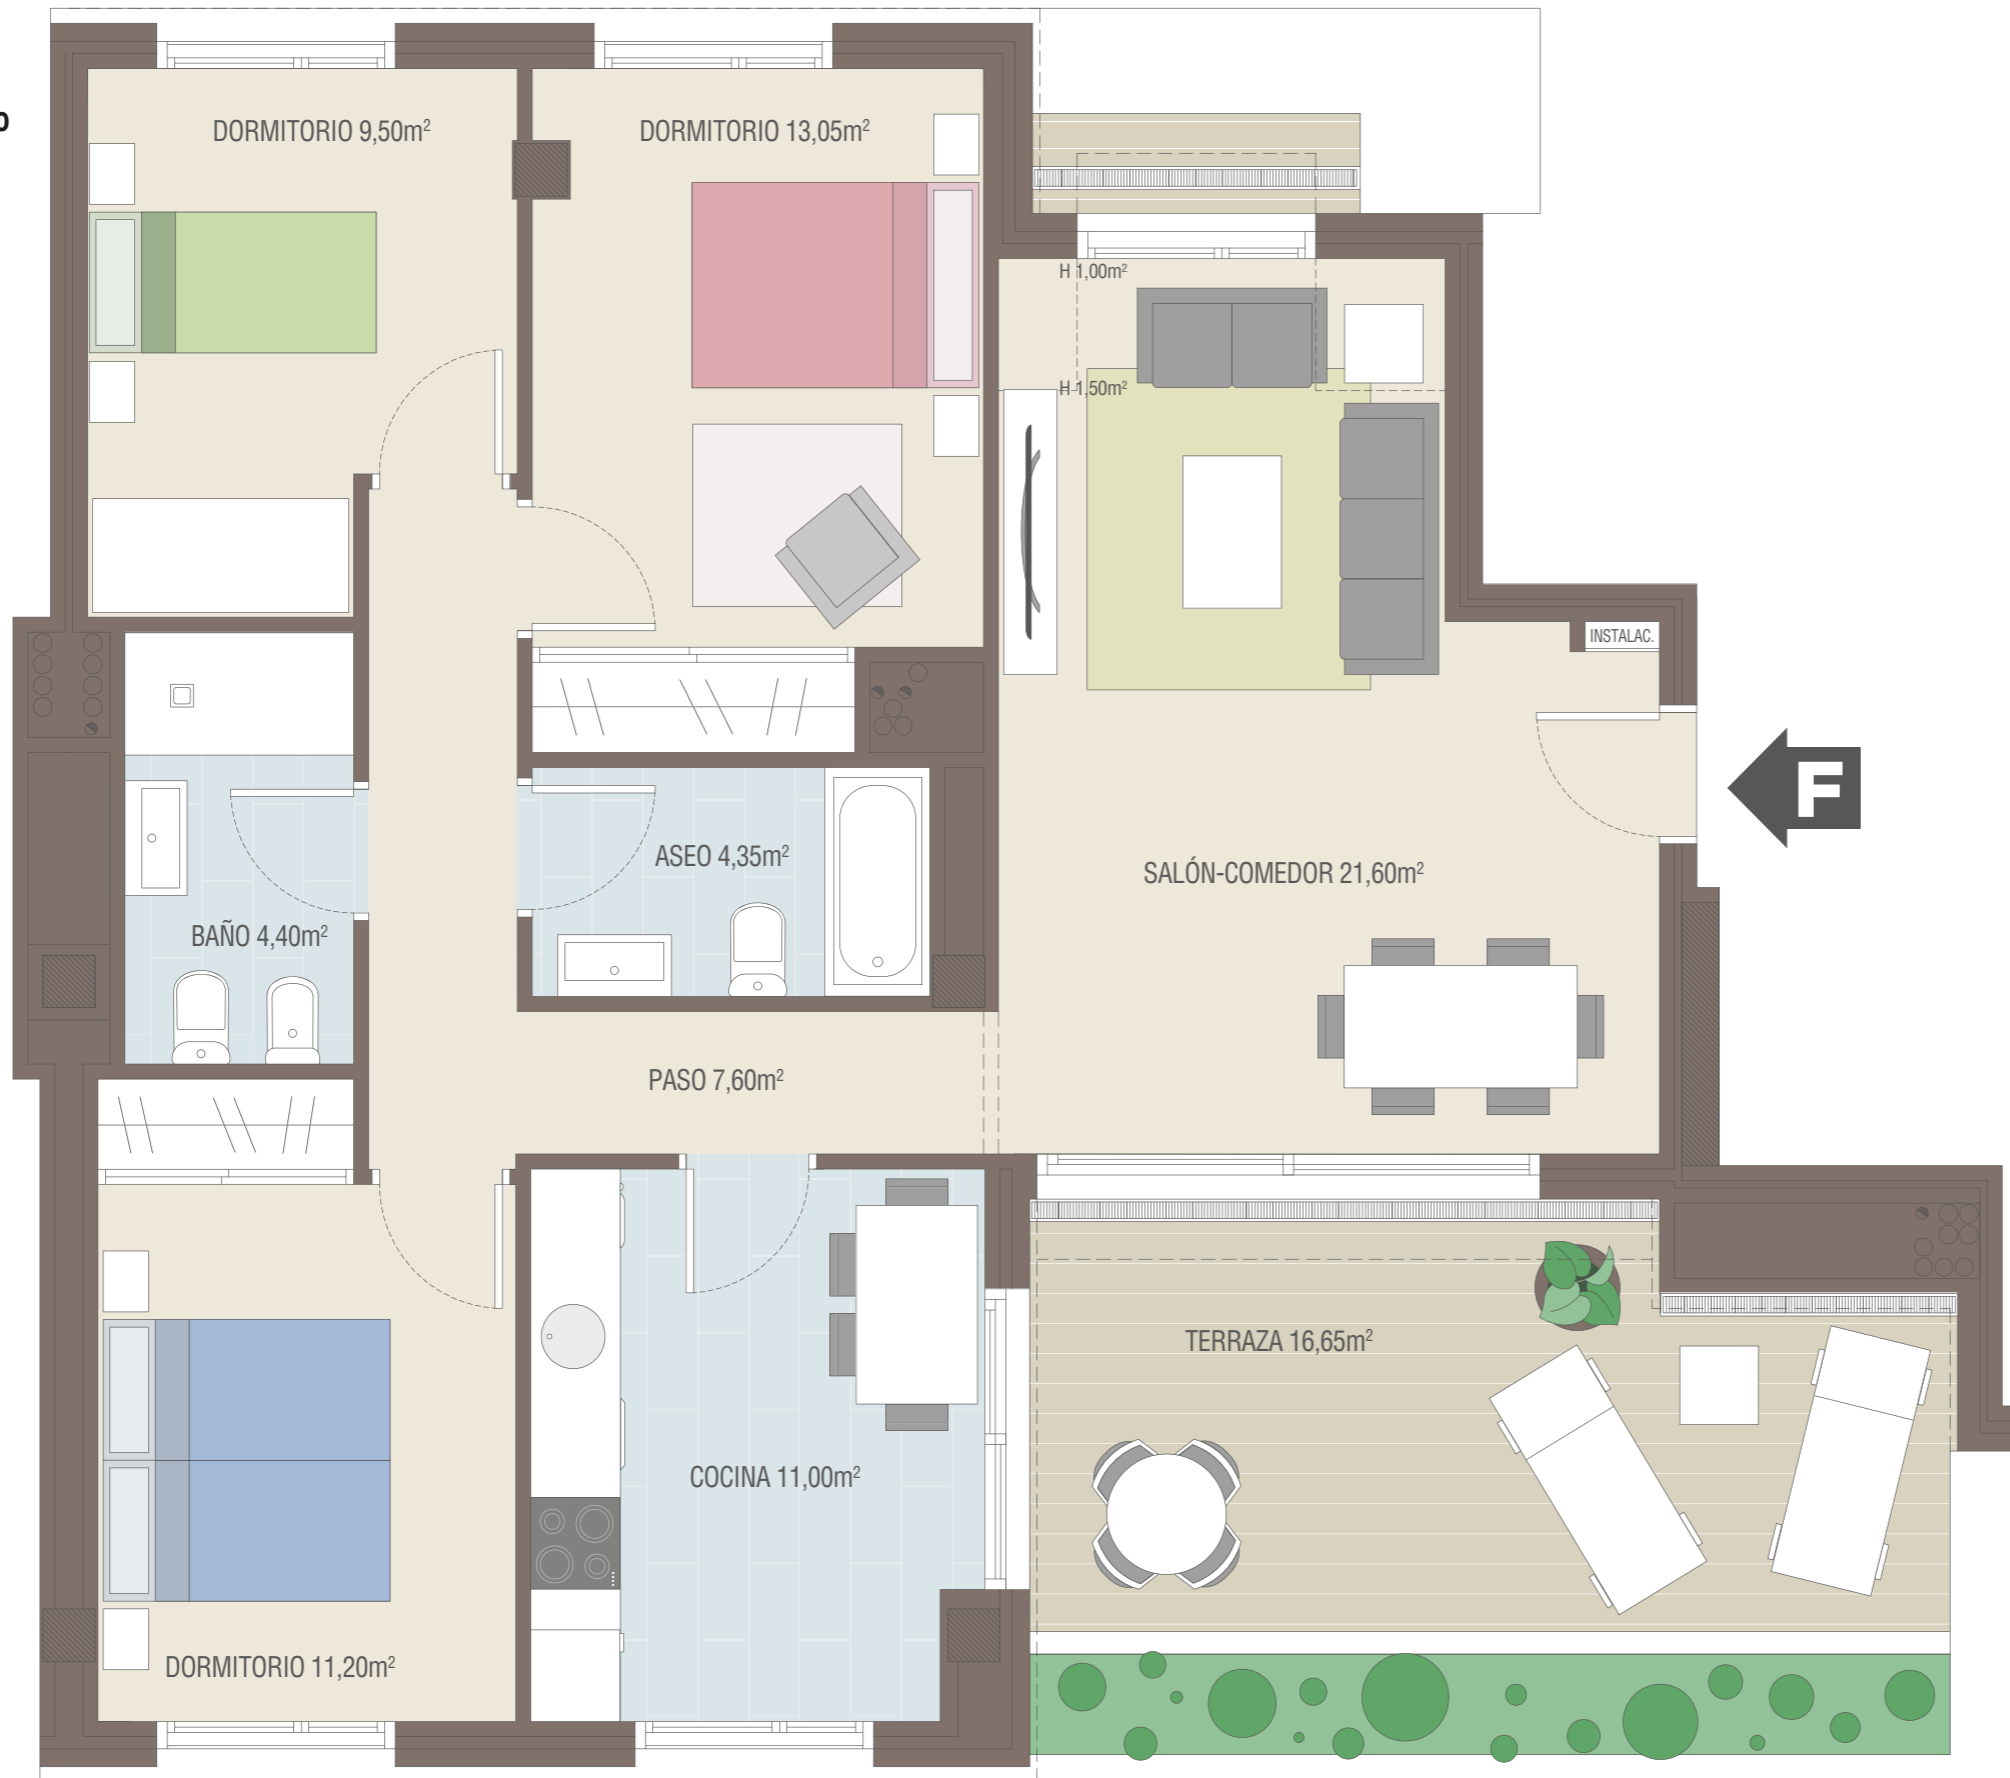 DORMITORIO 9,50m²
DORMITORIO 13,05m²
H 1,00m²
H 1,50m²
INSTALAC.
F
ASEO 4,35m²
SALÓN-COMEDOR 21,60m²
BAÑO 4,40m²
PASO 7,60m²
TERRAZA 16,65m²
COCINA 11,00m²
DORMITORIO 11,20m²